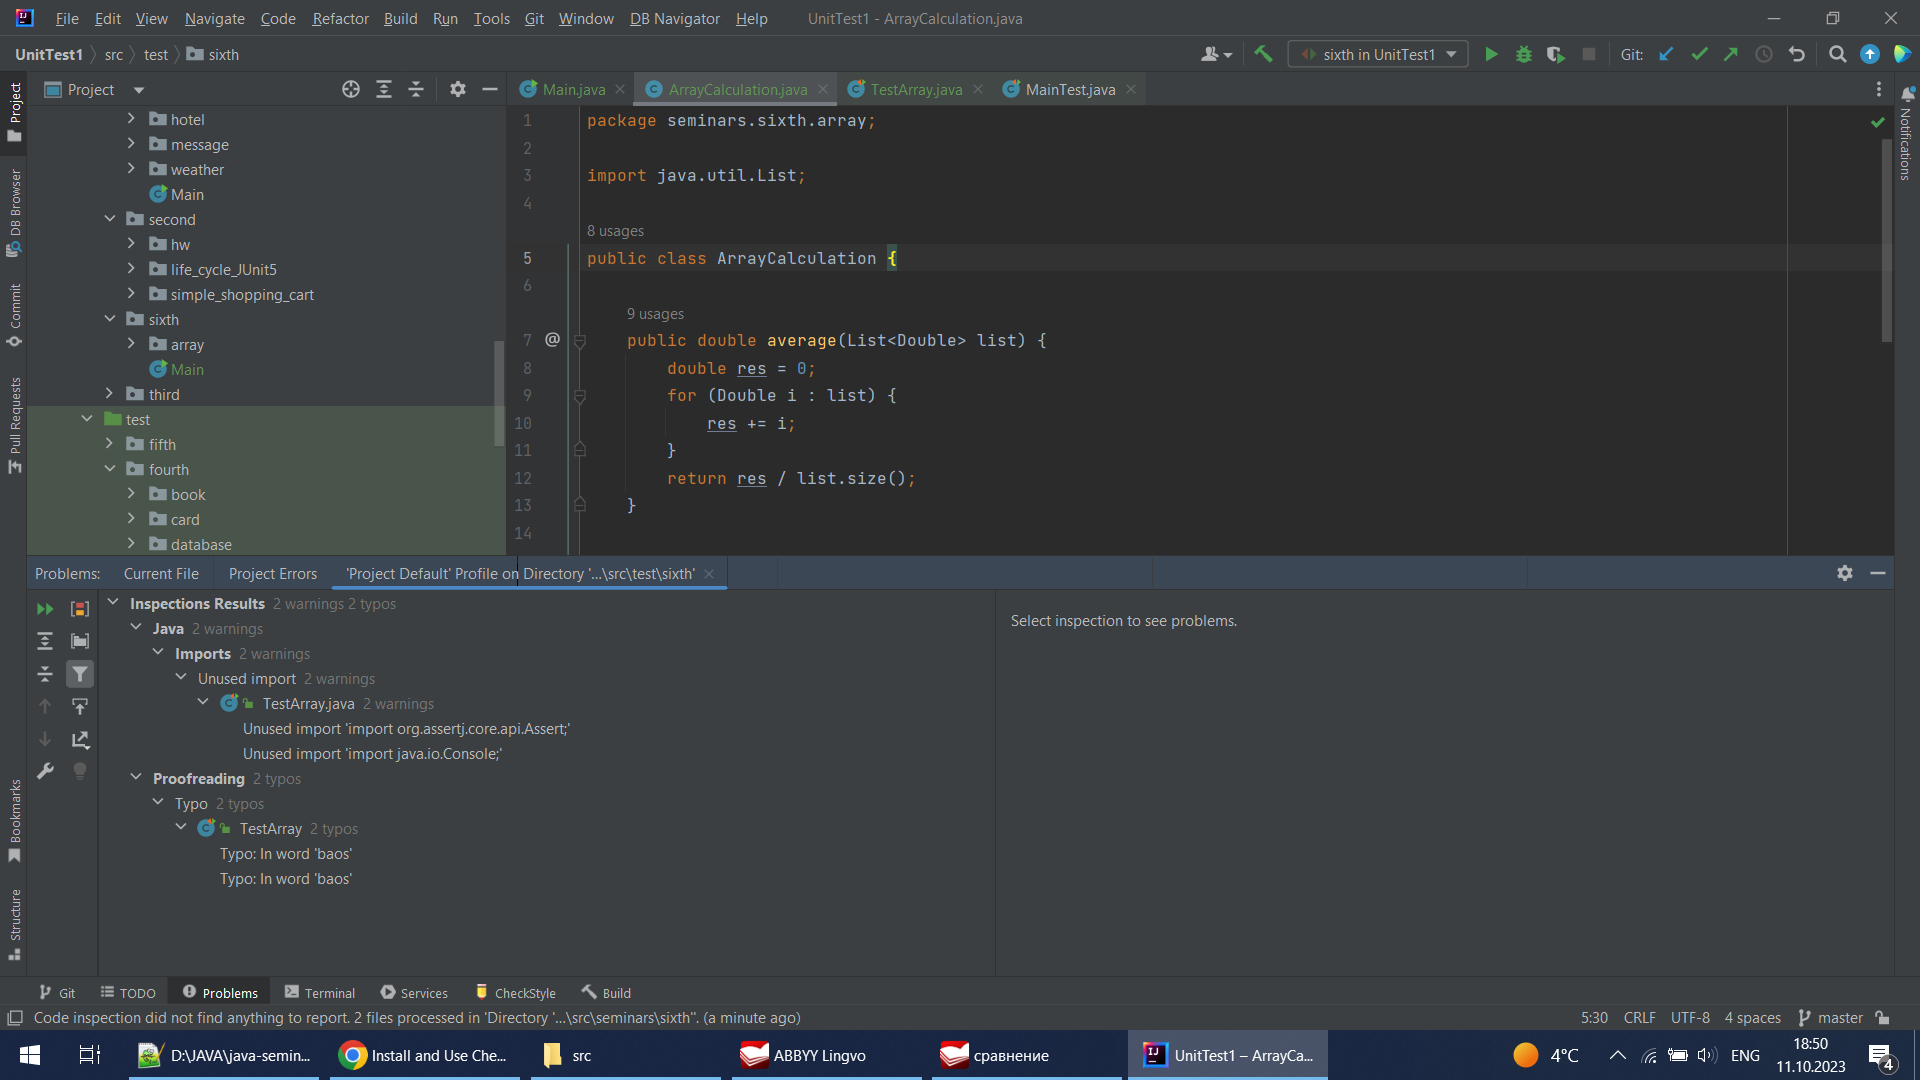 File Edit View Navigate Code Refactor Build Run Tools Git Window DB Navigator Help UnitTest1 - ArrayCalculation.java
UnitTest1 src test sixth
sixth in UnitTest1 Git:
Project
Main.java ArrayCalculation.java TestArray.java MainTest.java
Project
DB Browser
Commit
Pull Requests
Bookmarks
Structure
Notifications
hotel
message
weather
Main
second
hw
life_cycle_JUnit5
simple_shopping_cart
sixth
array
Main
third
test
fifth
fourth
book
card
database
1 package seminars.sixth.array;
2
3 import java.util.List;
4
8 usages
5 public class ArrayCalculation {
6
9 usages
7 @ public double average(List<Double> list) {
8 double res = 0;
9 for (Double i : list) {
10 res += i;
11 }
12 return res / list.size();
13 }
14
Problems: Current File Project Errors 'Project Default' Profile on Directory '...\src\test\sixth'
Inspections Results 2 warnings 2 typos
Java 2 warnings
Imports 2 warnings
Unused import 2 warnings
TestArray.java 2 warnings
Unused import 'import org.assertj.core.api.Assert;'
Unused import 'import java.io.Console;'
Proofreading 2 typos
Typo 2 typos
TestArray 2 typos
Typo: In word 'baos'
Typo: In word 'baos'
Select inspection to see problems.
Git TODO Problems Terminal Services CheckStyle Build
Code inspection did not find anything to report. 2 files processed in 'Directory '...\src\seminars\sixth''. (a minute ago)
5:30 CRLF UTF-8 4 spaces master
D:\JAVA\java-semin... Install and Use Che... src ABBYY Lingvo сравнение UnitTest1 – ArrayCa...
4°C ENG 18:50
11.10.2023
4